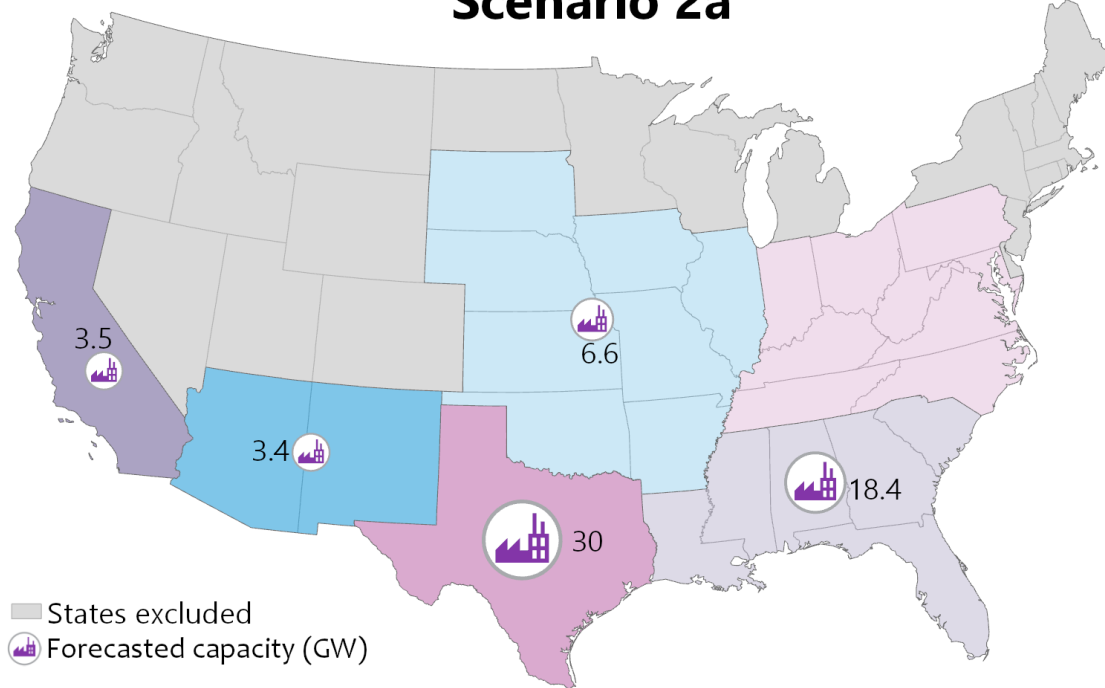 Scenario 2a
3.5
6.6
3.4
18.4
30
States excluded
Forecasted capacity (GW)